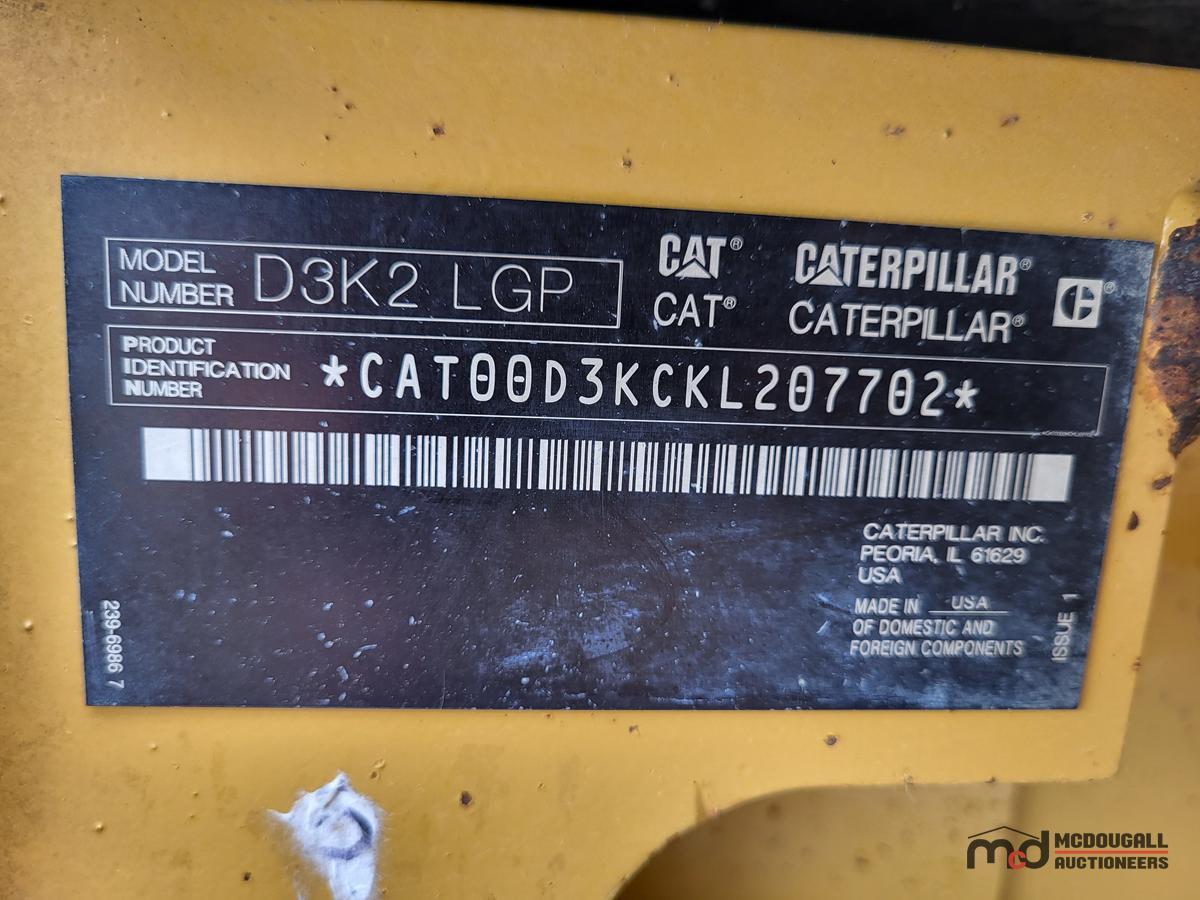 MODEL
NUMBER
D3K2 LGP
CAT®
CAT®
CATERPILLAR®
CATERPILLAR®
C®
PRODUCT
IDENTIFICATION
NUMBER
*CAT00D3KCKL207702*
CATERPILLAR INC.
PEORIA, IL 61629
USA
MADE IN USA
OF DOMESTIC AND
FOREIGN COMPONENTS
ISSUE 1
239-6986 7
mcd MCDOUGALL
AUCTIONEERS